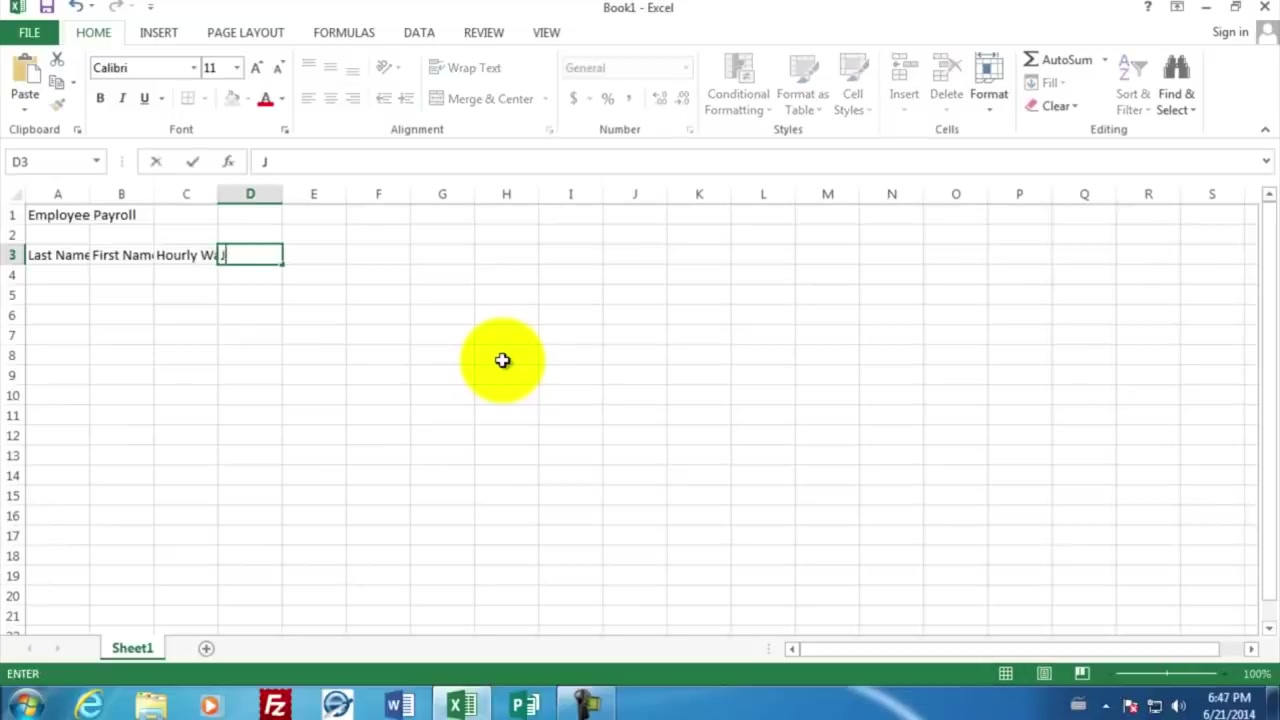 Book1 - Excel
FILE HOME INSERT PAGE LAYOUT FORMULAS DATA REVIEW VIEW Sign in
Paste
Calibri 11
B I U A
Wrap Text
Merge & Center
General
$ % ,
Conditional Formatting
Format as Table
Cell Styles
Insert Delete Format
AutoSum
Fill
Clear
Sort & Filter
Find & Select
Clipboard Font Alignment Number Styles Cells Editing
D3 fx J
A B C D E F G H I J K L M N O P Q R S
1 Employee Payroll
2
3 Last Name First Nam Hourly Wa J
4
5
6
7
8
9
10
11
12
13
14
15
16
17
18
19
20
21
Sheet1
ENTER 100%
6:47 PM
6/21/2014